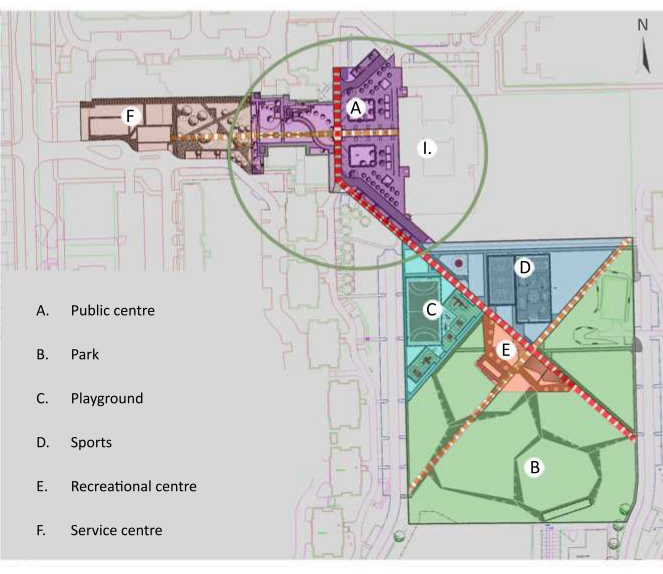 N
A
F
I.
D
C
E
B
A. Public centre
B. Park
C. Playground
D. Sports
E. Recreational centre
F. Service centre